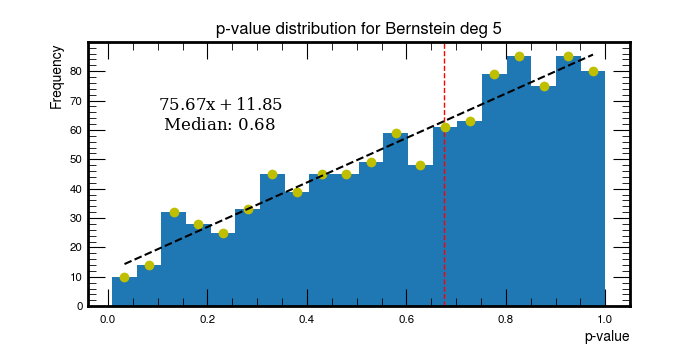 p-value distribution for Bernstein deg 5
Frequency
80
70
60
50
40
30
20
10
0
75.67x + 11.85
Median: 0.68
0.0 0.2 0.4 0.6 0.8 1.0
p-value